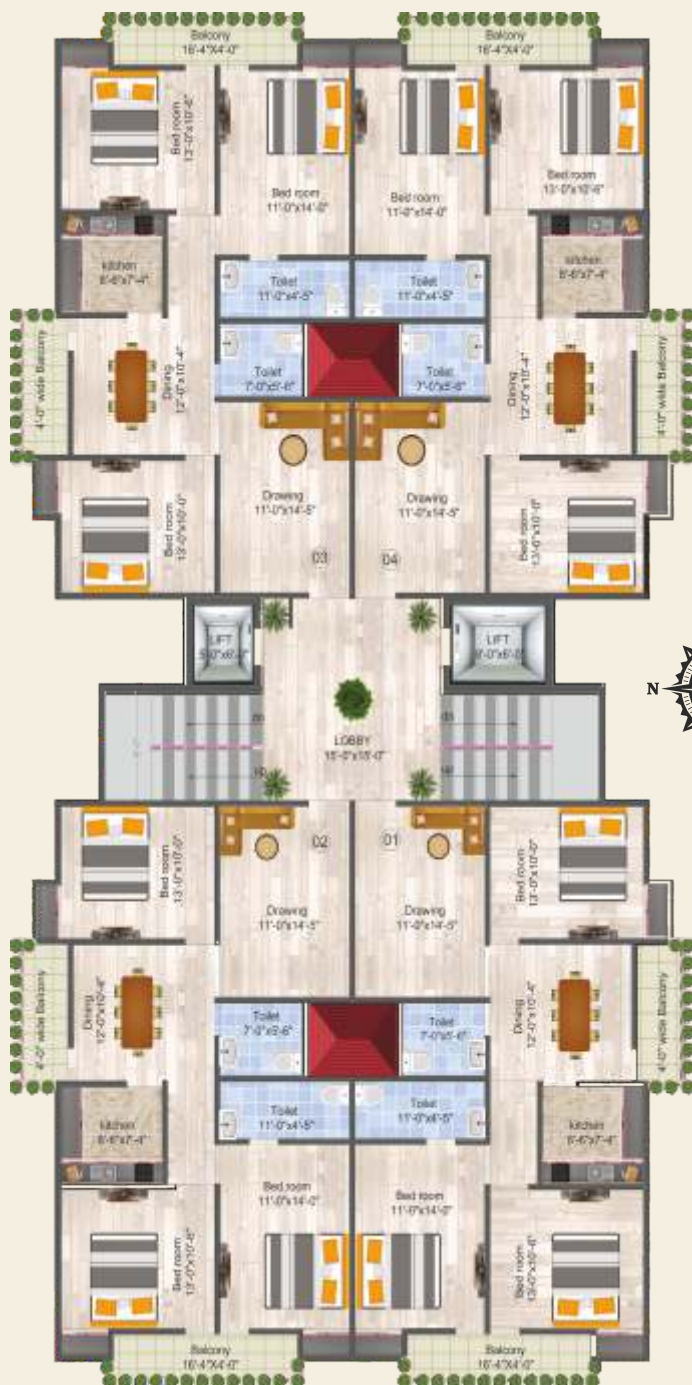 Balcony
16'-4"X4'-0"
Balcony
16'-4"X4'-0"
Bed room
13'-0"x10'-6"
Bed room
11'-0"x14'-0"
Bed room
11'-0"x14'-0"
Bed room
13'-0"x10'-6"
kitchen
8'-6"x7'-4"
Toilet
11'-0"x4'-5"
Toilet
11'-0"x4'-5"
kitchen
8'-6"x7'-4"
4'-0" wide Balcony
Dining
12'-0"x10'-4"
Toilet
7'-0"x5'-6"
Toilet
7'-0"x5'-6"
Dining
12'-0"x10'-4"
4'-0" wide Balcony
Bed room
13'-0"x10'-0"
Drawing
11'-0"x14'-5"
03
Drawing
11'-0"x14'-5"
04
Bed room
13'-0"x10'-0"
LIFT
LIFT
N
LOBBY
15'-0"x15'-0"
Bed room
13'-0"x10'-0"
02
Drawing
11'-0"x14'-5"
01
Drawing
11'-0"x14'-5"
Bed room
13'-0"x10'-0"
4'-0" wide Balcony
Dining
12'-0"x10'-4"
Toilet
7'-0"x5'-6"
Toilet
7'-0"x5'-6"
Dining
12'-0"x10'-4"
4'-0" wide Balcony
kitchen
8'-6"x7'-4"
Toilet
11'-0"x4'-5"
Toilet
11'-0"x4'-5"
kitchen
8'-6"x7'-4"
Bed room
13'-0"x10'-6"
Bed room
11'-0"x14'-0"
Bed room
11'-0"x14'-0"
Bed room
13'-0"x10'-6"
Balcony
16'-4"X4'-0"
Balcony
16'-4"X4'-0"